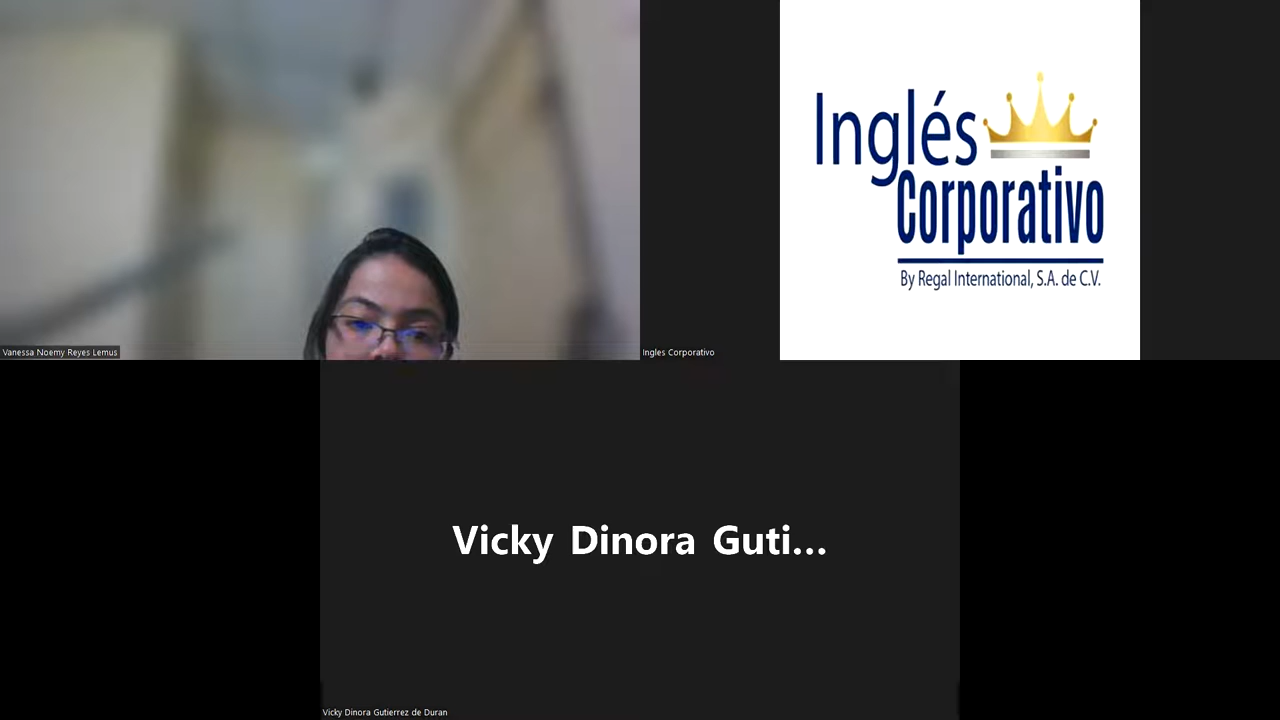 Inglés
Corporativo
By Regal International, S.A. de C.V.
Vanessa Noemy Reyes Lemus
Ingles Corporativo
Vicky Dinora Guti...
Vicky Dinora Gutierrez de Duran